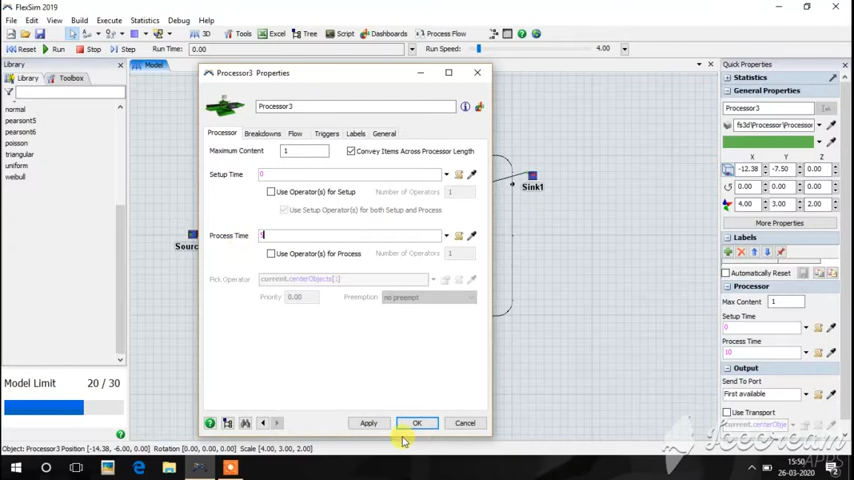 FlexSim 2019
File Edit View Build Execute Statistics Debug Help
3D Tools Excel Tree Script Dashboards Process Flow
Reset Run Stop Step Run Time: 0.00 Run Speed: 4.00
Library
Library Toolbox
normal
pearsont5
pearsont6
poisson
triangular
uniform
weibull
Model Limit 20 / 30
Model
Sourc
Sink1
Processor3 Properties
Processor3
Processor Breakdowns Flow Triggers Labels General
Maximum Content 1 Convey Items Across Processor Length
Setup Time 0
Use Operator(s) for Setup Number of Operators 1
Use Setup Operator(s) for both Setup and Process
Process Time
Use Operator(s) for Process Number of Operators 1
Pick Operator current.centerObjects[1]
Priority 0.00 Preemption no preempt
Apply OK Cancel
Quick Properties
Statistics
General Properties
Processor3
fs3d\Processor\Processor
X Y Z
-12.38 -7.50 0.00
0.00 0.00 0.00
4.00 3.00 2.00
More Properties
Labels
Automatically Reset
Processor
Max Content 1
Setup Time
0
Process Time
10
Output
Send To Port
First available
Use Transport
current.centerObje
Object: Processor3 Position [-14.38, -6.00, 0.00] Rotation [0.00, 0.00, 0.00] Scale [4.00, 3.00, 2.00]
Icecream
APPS
15:50
26-03-2020